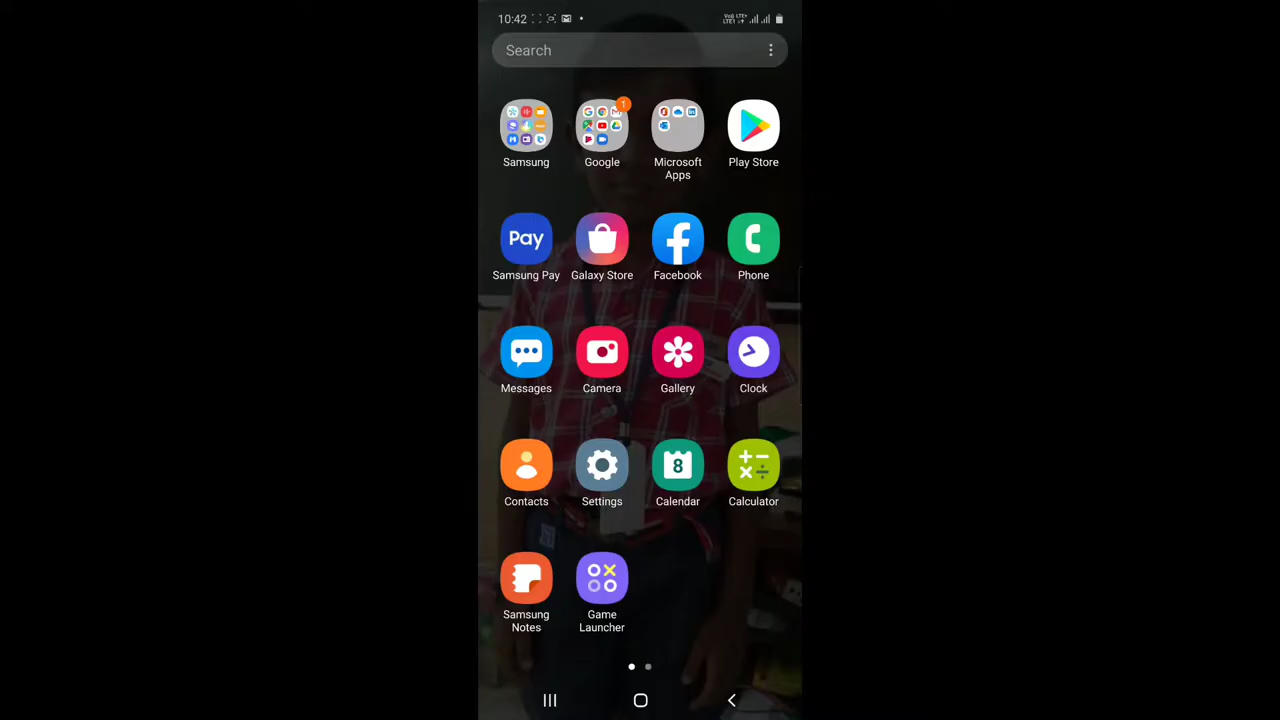 10:42
Search
1
Samsung
Google
Microsoft
Apps
Play Store
Pay
Samsung Pay
Galaxy Store
Facebook
Phone
Messages
Camera
Gallery
Clock
8
Contacts
Settings
Calendar
Calculator
Samsung
Notes
Game
Launcher